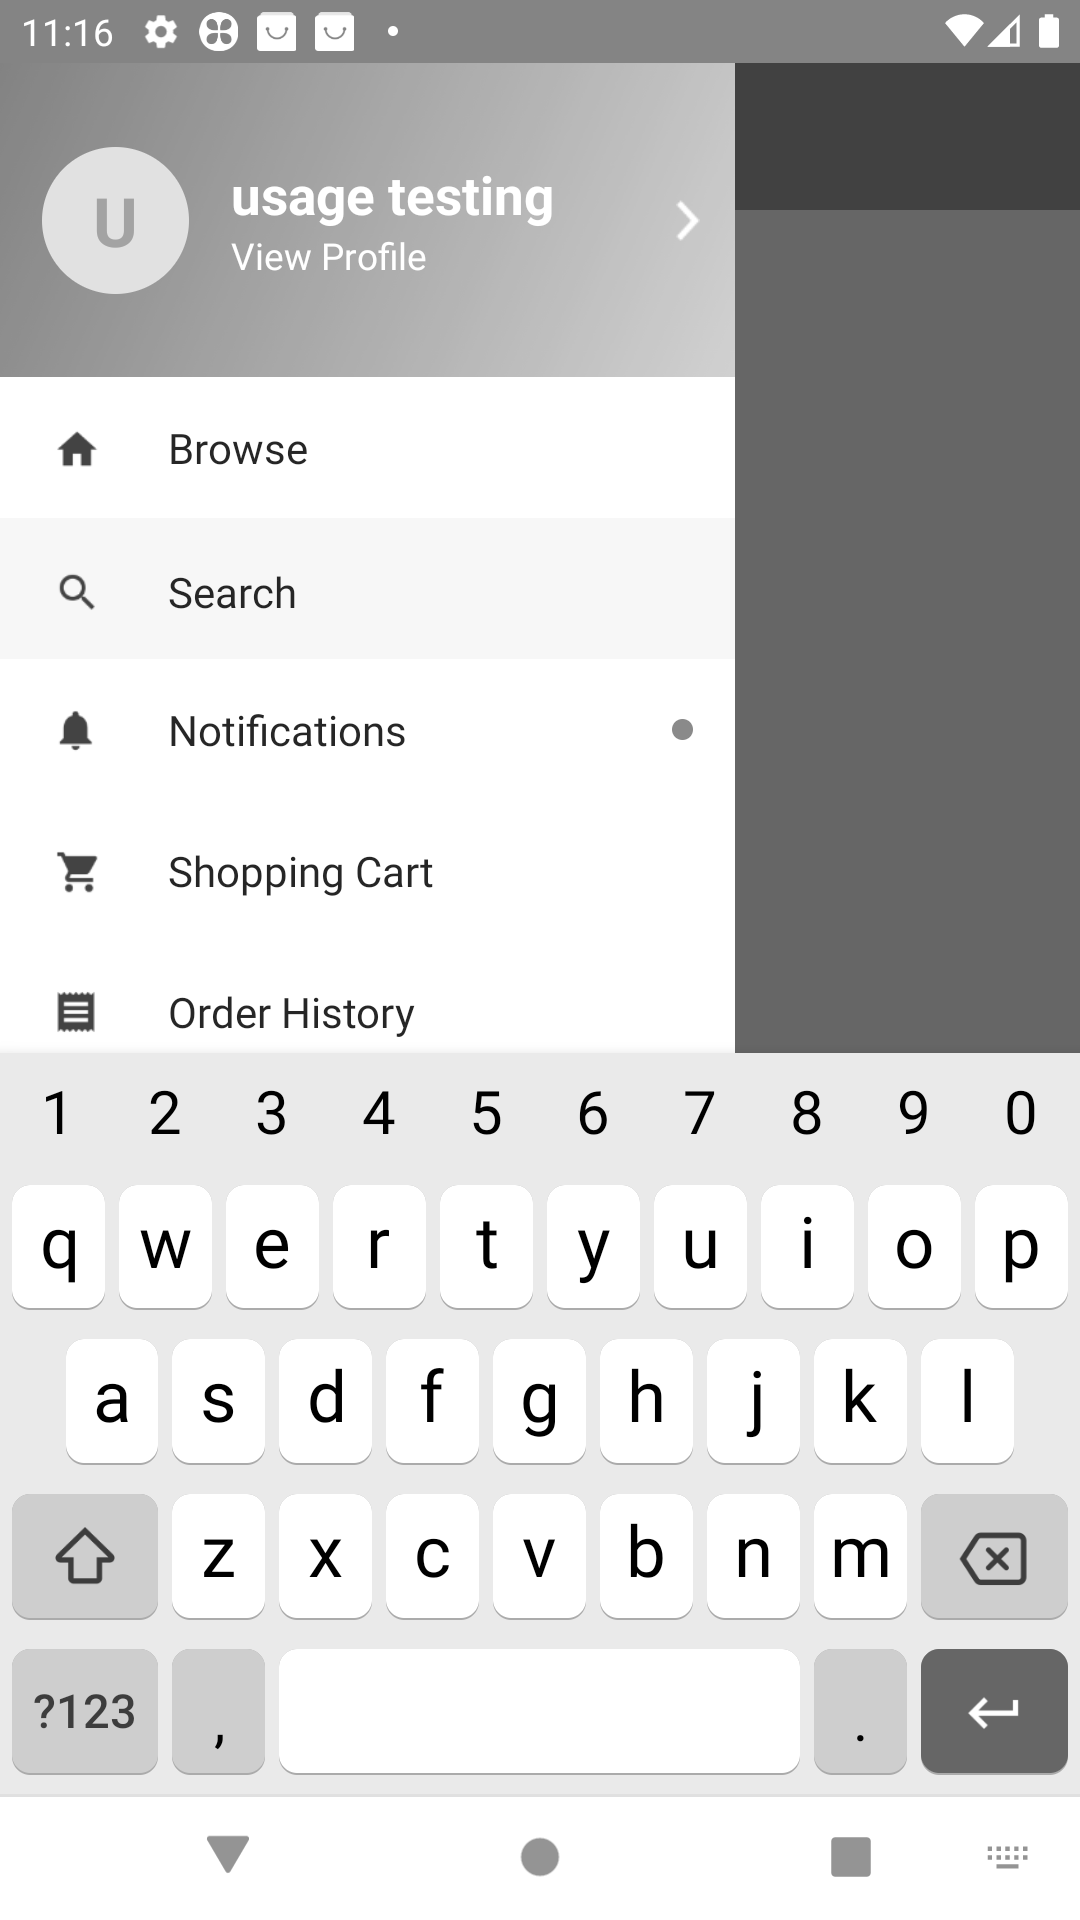 11:16
U
usage testing
View Profile
Browse
Search
Notifications
Shopping Cart
Order History
1 2 3 4 5 6 7 8 9 0
q w e r t y u i o p
a s d f g h j k l
z x c v b n m
?123 , .